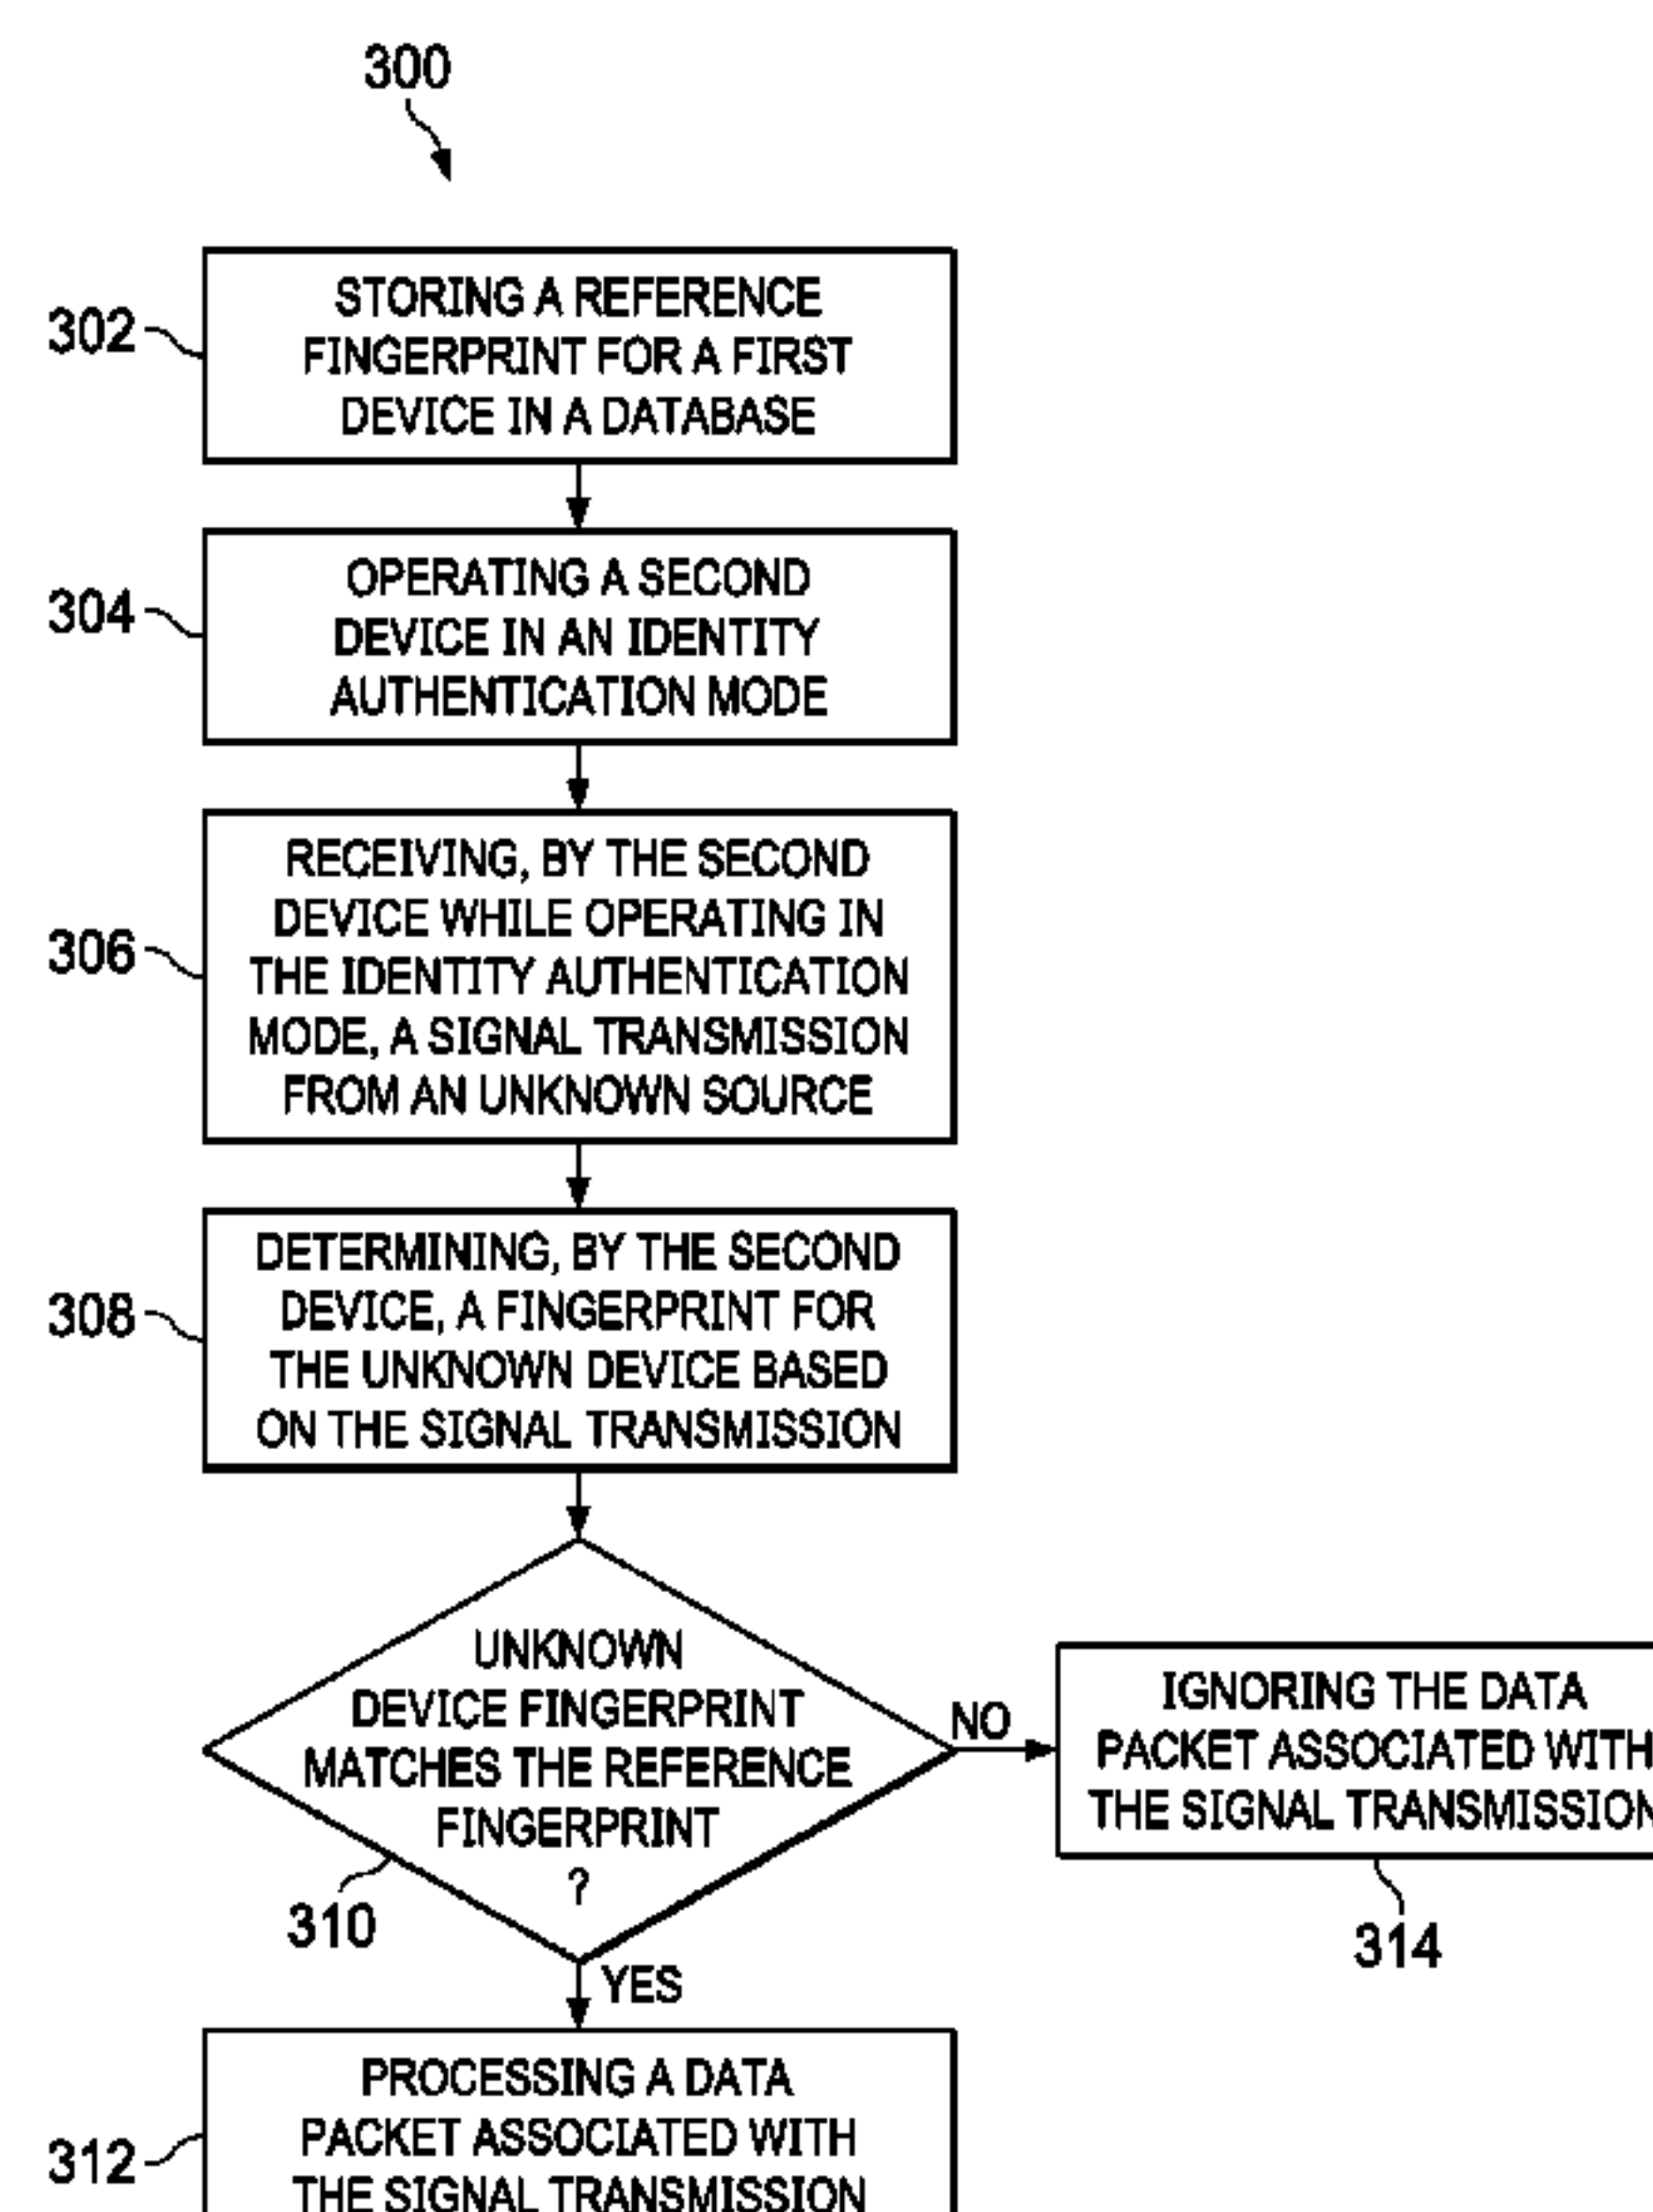 300
302
STORING A REFERENCE
FINGERPRINT FOR A FIRST
DEVICE IN A DATABASE
304
OPERATING A SECOND
DEVICE IN AN IDENTITY
AUTHENTICATION MODE
306
RECEIVING, BY THE SECOND
DEVICE WHILE OPERATING IN
THE IDENTITY AUTHENTICATION
MODE, A SIGNAL TRANSMISSION
FROM AN UNKNOWN SOURCE
308
DETERMINING, BY THE SECOND
DEVICE, A FINGERPRINT FOR
THE UNKNOWN DEVICE BASED
ON THE SIGNAL TRANSMISSION
UNKNOWN
DEVICE FINGERPRINT
MATCHES THE REFERENCE
FINGERPRINT
?
310
NO
IGNORING THE DATA
PACKET ASSOCIATED WITH
THE SIGNAL TRANSMISSION
314
YES
312
PROCESSING A DATA
PACKET ASSOCIATED WITH
THE SIGNAL TRANSMISSION